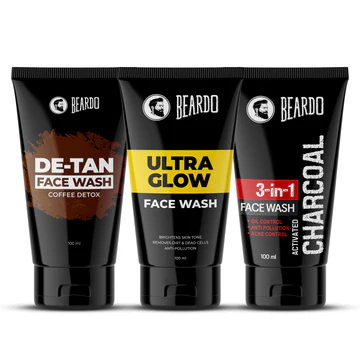 BEARDO
DE-TAN
FACE WASH
COFFEE DETOX
100 ml
BEARDO
ULTRA
GLOW
FACE WASH
BRIGHTENS SKIN TONE
REMOVES DIRT & DEAD CELLS
ANTI-POLLUTION
100 ml
BEARDO
3-in-1
FACE WASH
• OIL CONTROL
• ANTI-POLLUTION
• ACNE CONTROL
100 ml
ACTIVATED
CHARCOAL